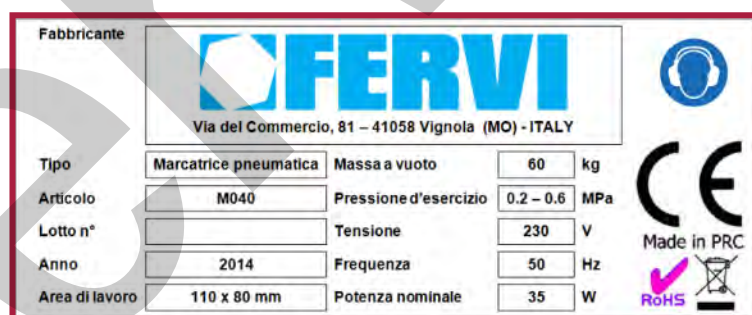 Fabbricante
FERVI
Via del Commercio, 81 – 41058 Vignola (MO) - ITALY
Tipo Marcatrice pneumatica Massa a vuoto 60 kg
Articolo M040 Pressione d'esercizio 0.2 – 0.6 MPa
Lotto n° Tensione 230 V
Anno 2014 Frequenza 50 Hz
Area di lavoro 110 x 80 mm Potenza nominale 35 W
CE
Made in PRC
RoHS